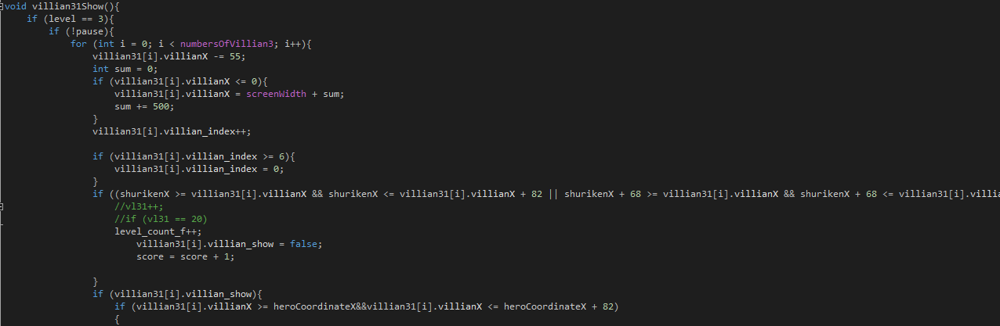 void villian31Show(){
if (level == 3){
if (!pause){
for (int i = 0; i < numbersOfVillian3; i++){
villian31[i].villianX -= 55;
int sum = 0;
if (villian31[i].villianX <= 0){
villian31[i].villianX = screenWidth + sum;
sum += 500;
}
villian31[i].villian_index++;
if (villian31[i].villian_index >= 6){
villian31[i].villian_index = 0;
}
if ((shurikenX >= villian31[i].villianX && shurikenX <= villian31[i].villianX + 82 || shurikenX + 68 >= villian31[i].villianX && shurikenX + 68 <= villian31[i].villia
//vl31++;
//if (vl31 == 20)
level_count_f++;
villian31[i].villian_show = false;
score = score + 1;
}
if (villian31[i].villian_show){
if (villian31[i].villianX >= heroCoordinateX&&villian31[i].villianX <= heroCoordinateX + 82)
{